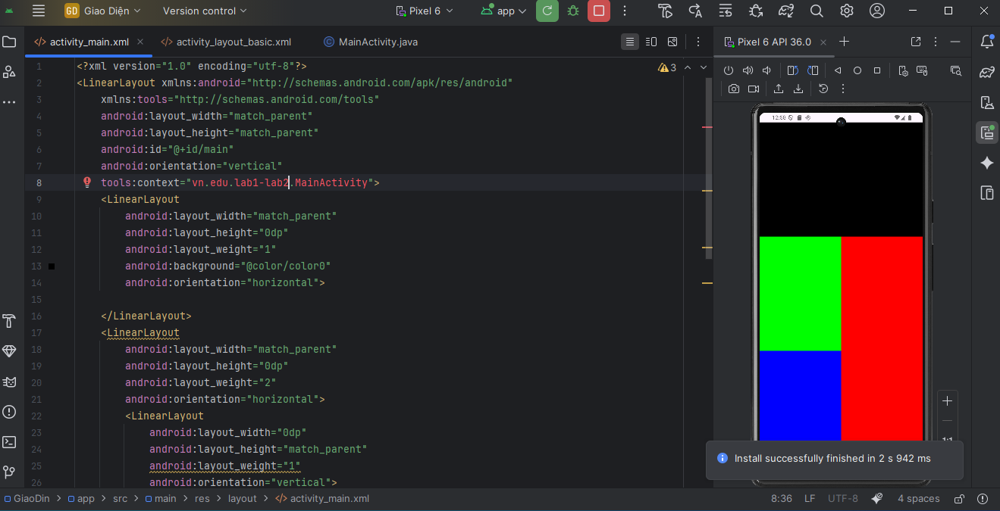 GD Giao Diện Version control Pixel 6 app
activity_main.xml activity_layout_basic.xml MainActivity.java Pixel 6 API 36.0
1 <?xml version="1.0" encoding="utf-8"?> 3
2 <LinearLayout xmlns:android="http://schemas.android.com/apk/res/android"
3 xmlns:tools="http://schemas.android.com/tools"
4 android:layout_width="match_parent"
5 android:layout_height="match_parent"
6 android:id="@+id/main"
7 android:orientation="vertical"
8 tools:context="vn.edu.lab1-lab2.MainActivity">
9 <LinearLayout
10 android:layout_width="match_parent"
11 android:layout_height="0dp"
12 android:layout_weight="1"
13 android:background="@color/color0"
14 android:orientation="horizontal">
15
16 </LinearLayout>
17 <LinearLayout
18 android:layout_width="match_parent"
19 android:layout_height="0dp"
20 android:layout_weight="2"
21 android:orientation="horizontal">
22 <LinearLayout
23 android:layout_width="0dp"
24 android:layout_height="match_parent"
25 android:layout_weight="1"
26 android:orientation="vertical">
12:58
Install successfully finished in 2 s 942 ms
GiaoDin > app > src > main > res > layout > activity_main.xml 8:36 LF UTF-8 4 spaces